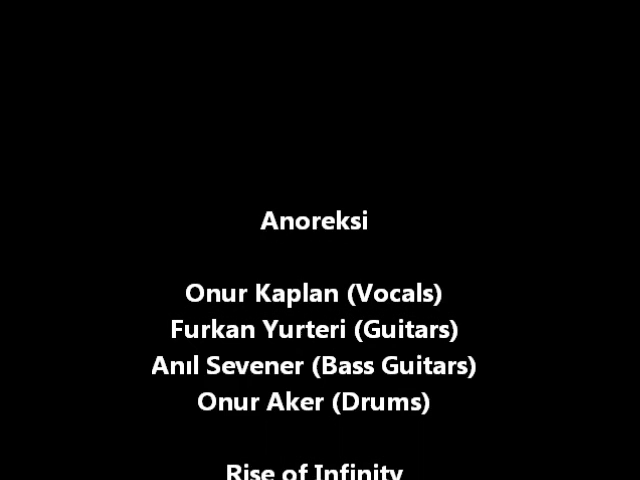 Anoreksi
Onur Kaplan (Vocals)
Furkan Yurteri (Guitars)
Anıl Sevener (Bass Guitars)
Onur Aker (Drums)
Rise of Infinity